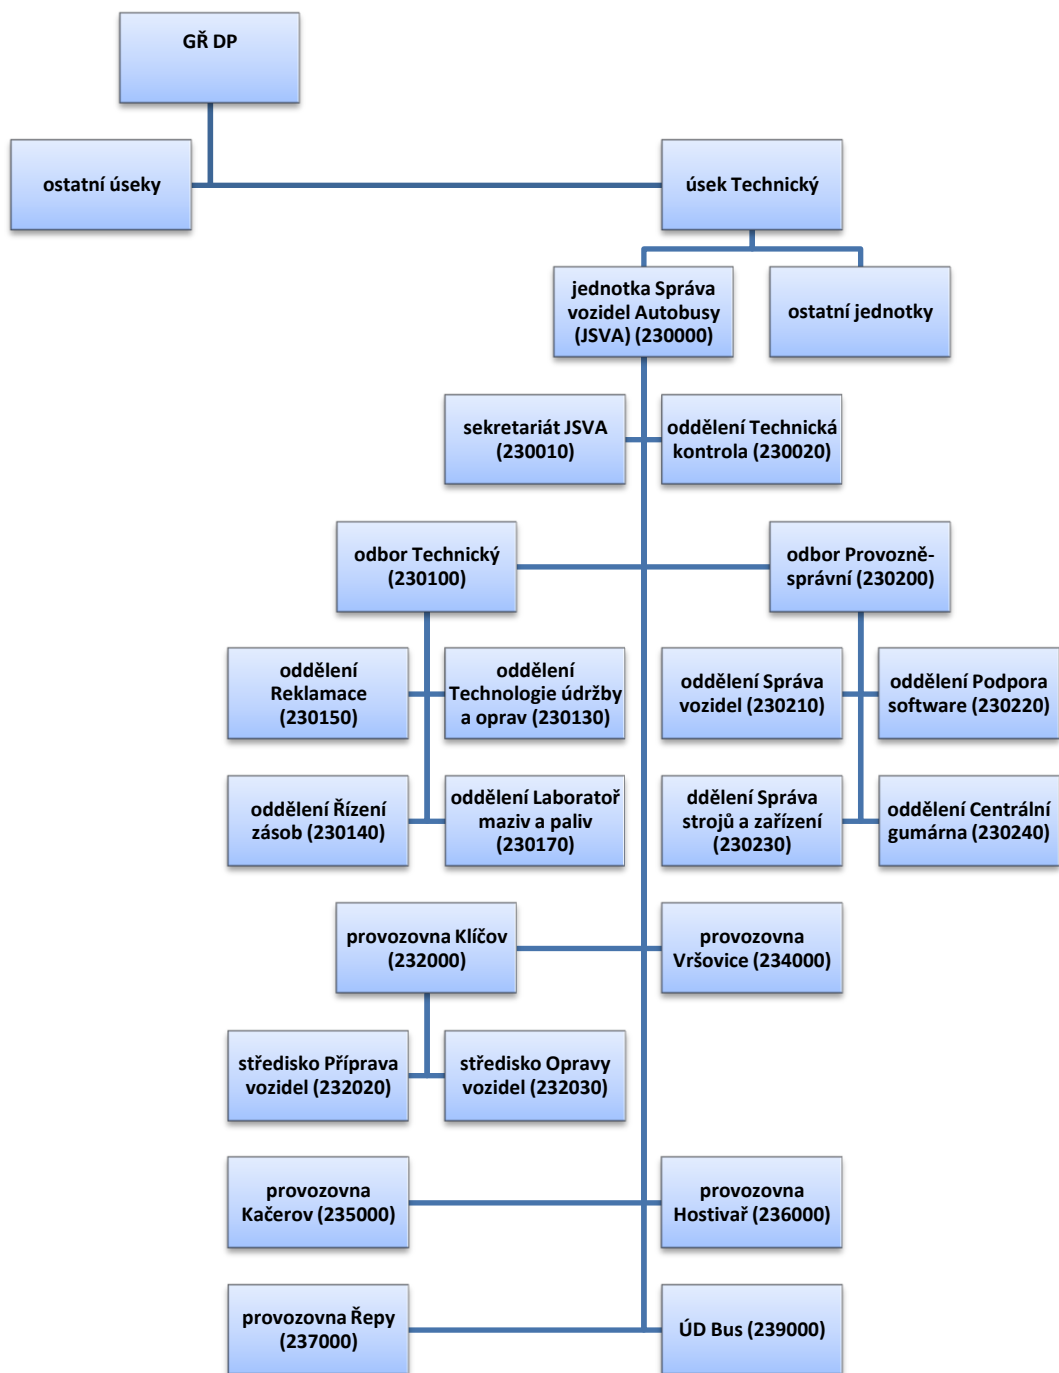 GŘ DP
ostatní úseky
úsek Technický
jednotka Správa
vozidel Autobusy
(JSVA) (230000)
ostatní jednotky
sekretariát JSVA
(230010)
oddělení Technická
kontrola (230020)
odbor Technický
(230100)
odbor Provozně-
správní (230200)
oddělení
Reklamace
(230150)
oddělení
Technologie údržby
a oprav (230130)
oddělení Správa
vozidel (230210)
oddělení Podpora
software (230220)
oddělení Řízení
zásob (230140)
oddělení Laboratoř
maziv a paliv
(230170)
ddělení Správa
strojů a zařízení
(230230)
oddělení Centrální
gumárna (230240)
provozovna Klíčov
(232000)
provozovna
Vršovice (234000)
středisko Příprava
vozidel (232020)
středisko Opravy
vozidel (232030)
provozovna
Kačerov (235000)
provozovna
Hostivař (236000)
provozovna Řepy
(237000)
ÚD Bus (239000)